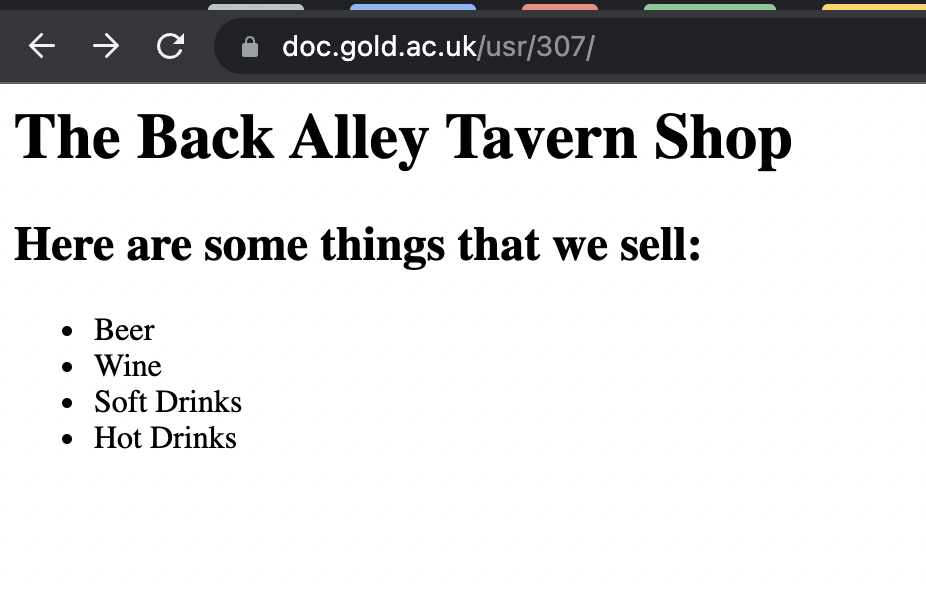 doc.gold.ac.uk/usr/307/
The Back Alley Tavern Shop
Here are some things that we sell:
• Beer
• Wine
• Soft Drinks
• Hot Drinks